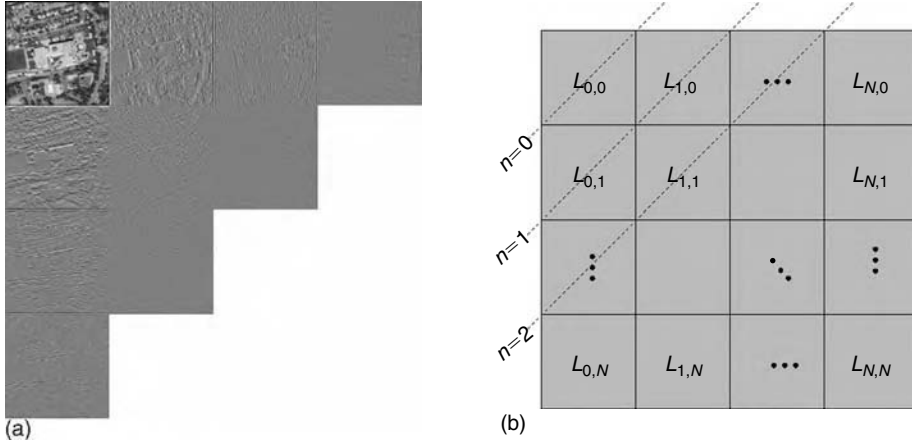 L0,0 L1,0 ••• LN,0
n=0
L0,1 L1,1 LN,1
n=1
n=2
L0,N L1,N ••• LN,N
(a) (b)